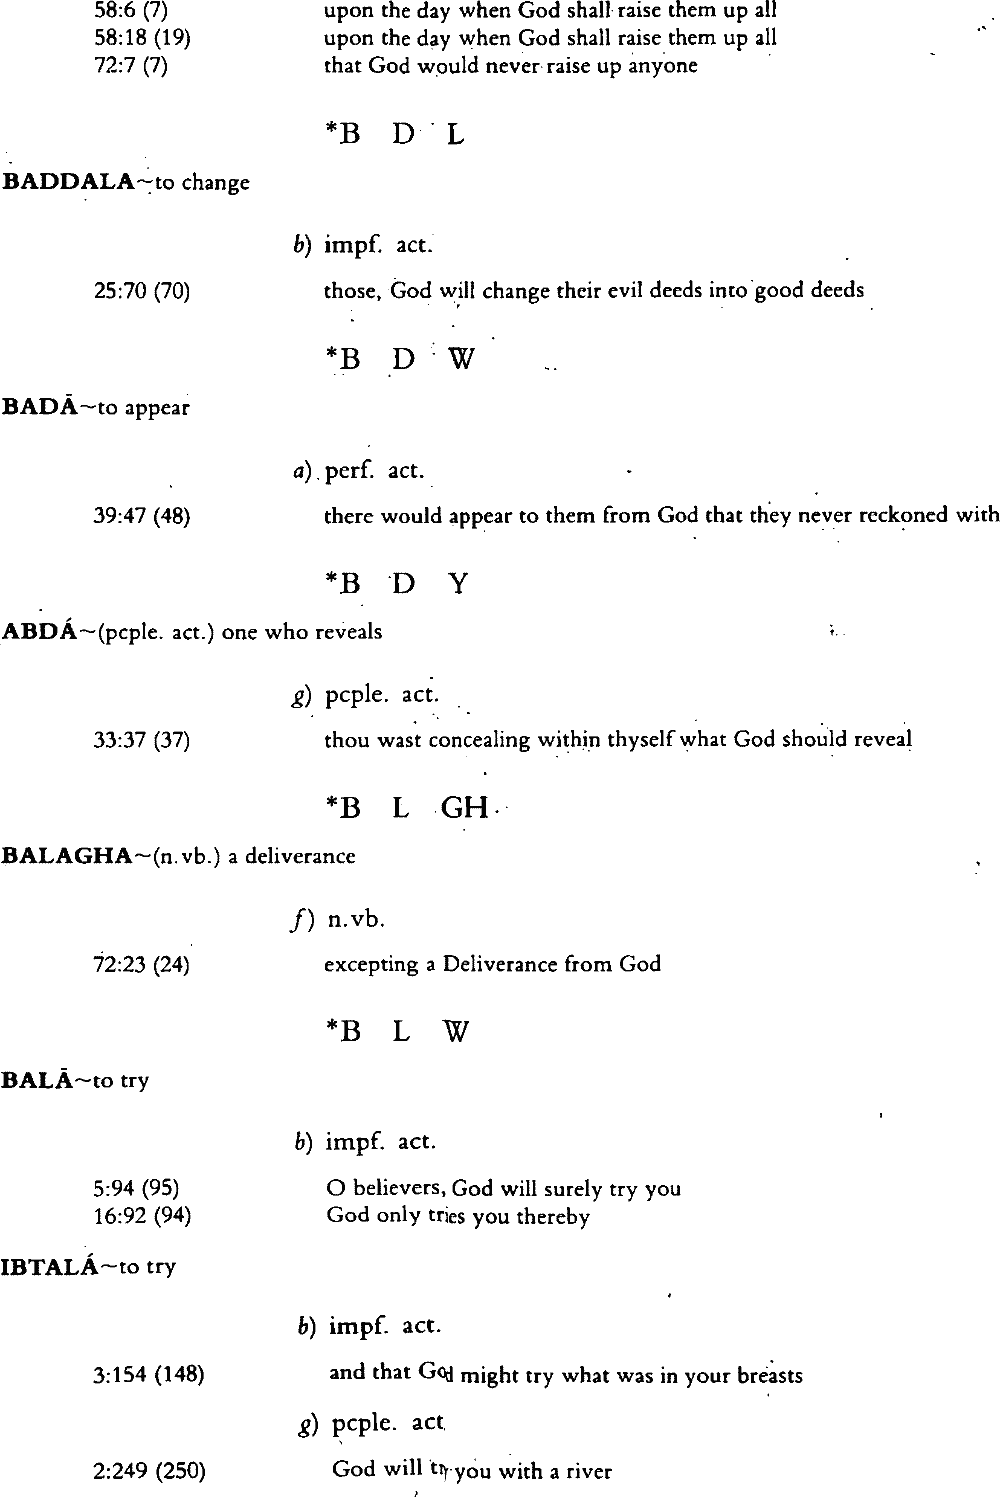 58:6 (7) upon the day when God shall raise them up all
58:18 (19) upon the day when God shall raise them up all
72:7 (7) that God would never raise up anyone
*B D L
BADDALA~to change
b) impf. act.
25:70 (70) those, God will change their evil deeds into good deeds
*B D W
BADĀ~to appear
a) perf. act.
39:47 (48) there would appear to them from God that they never reckoned with
*B D Y
ABDÁ~(pcple. act.) one who reveals
g) pcple. act.
33:37 (37) thou wast concealing within thyself what God should reveal
*B L GH
BALAGHA~(n.vb.) a deliverance
f) n.vb.
72:23 (24) excepting a Deliverance from God
*B L W
BALĀ~to try
b) impf. act.
5:94 (95) O believers, God will surely try you
16:92 (94) God only tries you thereby
IBTALÁ~to try
b) impf. act.
3:154 (148) and that God might try what was in your breasts
g) pcple. act
2:249 (250) God will try you with a river